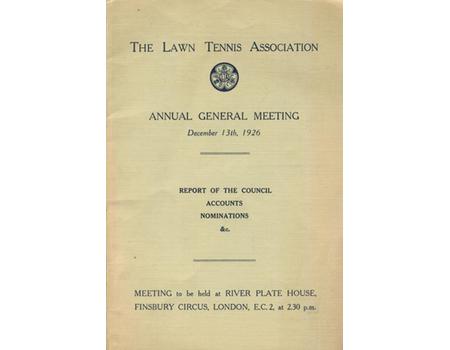 THE LAWN TENNIS ASSOCIATION
ANNUAL GENERAL MEETING
December 13th, 1926
REPORT OF THE COUNCIL
ACCOUNTS
NOMINATIONS
&c.
MEETING to be held at RIVER PLATE HOUSE,
FINSBURY CIRCUS, LONDON, E.C.2, at 2.30 p.m.